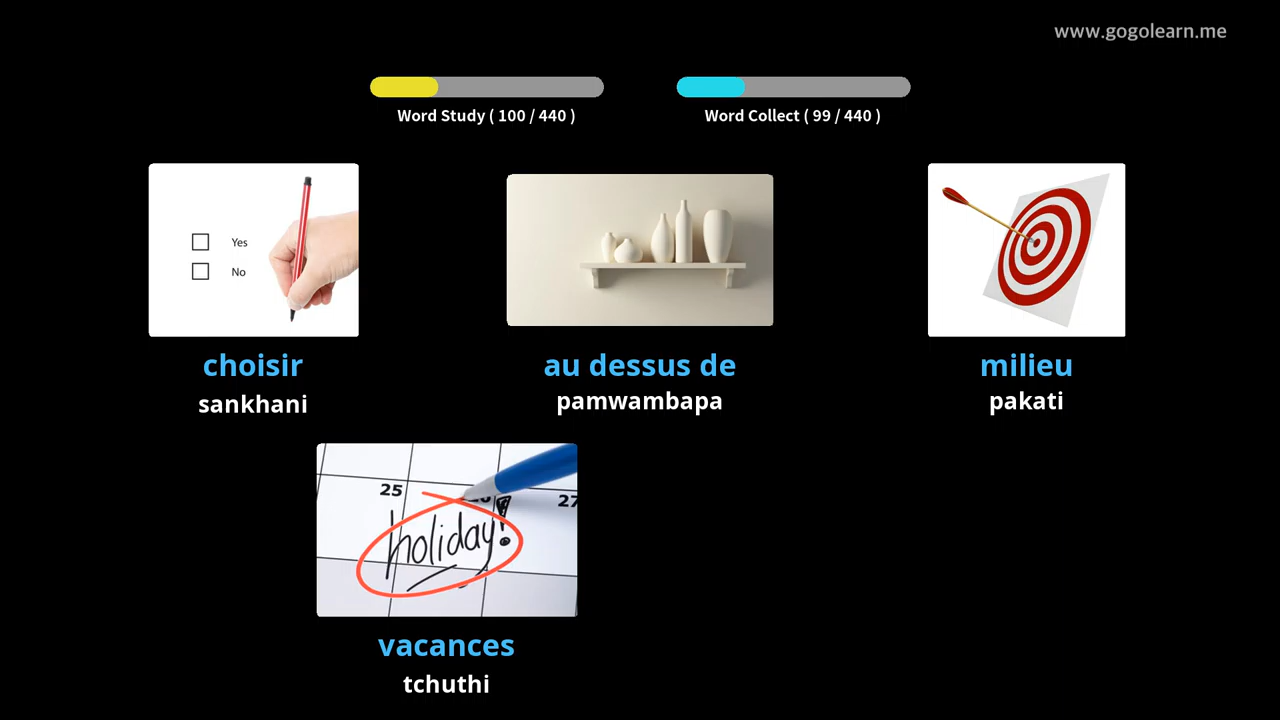 www.gogolearn.me
Word Study ( 100 / 440 )
Word Collect ( 99 / 440 )
Yes
No
choisir
sankhani
au dessus de
pamwambapa
milieu
pakati
25
27
holiday!
vacances
tchuthi